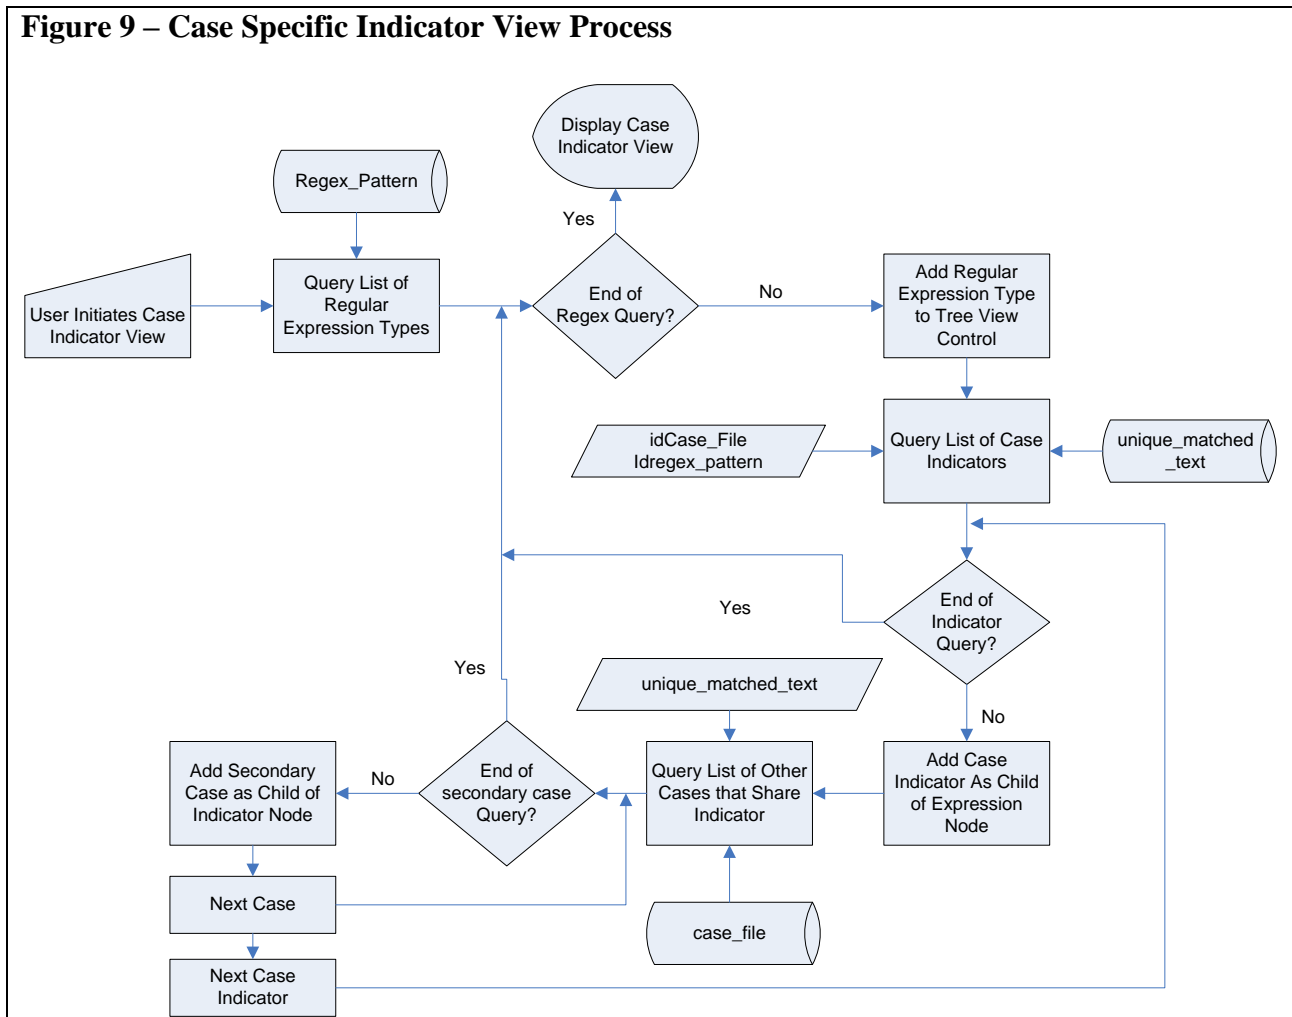 Figure 9 – Case Specific Indicator View Process
Display Case
Indicator View
Regex_Pattern
Yes
User Initiates Case
Indicator View
Query List of
Regular
Expression Types
End of
Regex Query?
No
Add Regular
Expression Type
to Tree View
Control
idCase_File
Idregex_pattern
Query List of Case
Indicators
unique_matched
_text
Yes
End of
Indicator
Query?
Yes
unique_matched_text
No
Add Secondary
Case as Child of
Indicator Node
No
End of
secondary case
Query?
Query List of Other
Cases that Share
Indicator
Add Case
Indicator As Child
of Expression
Node
Next Case
case_file
Next Case
Indicator